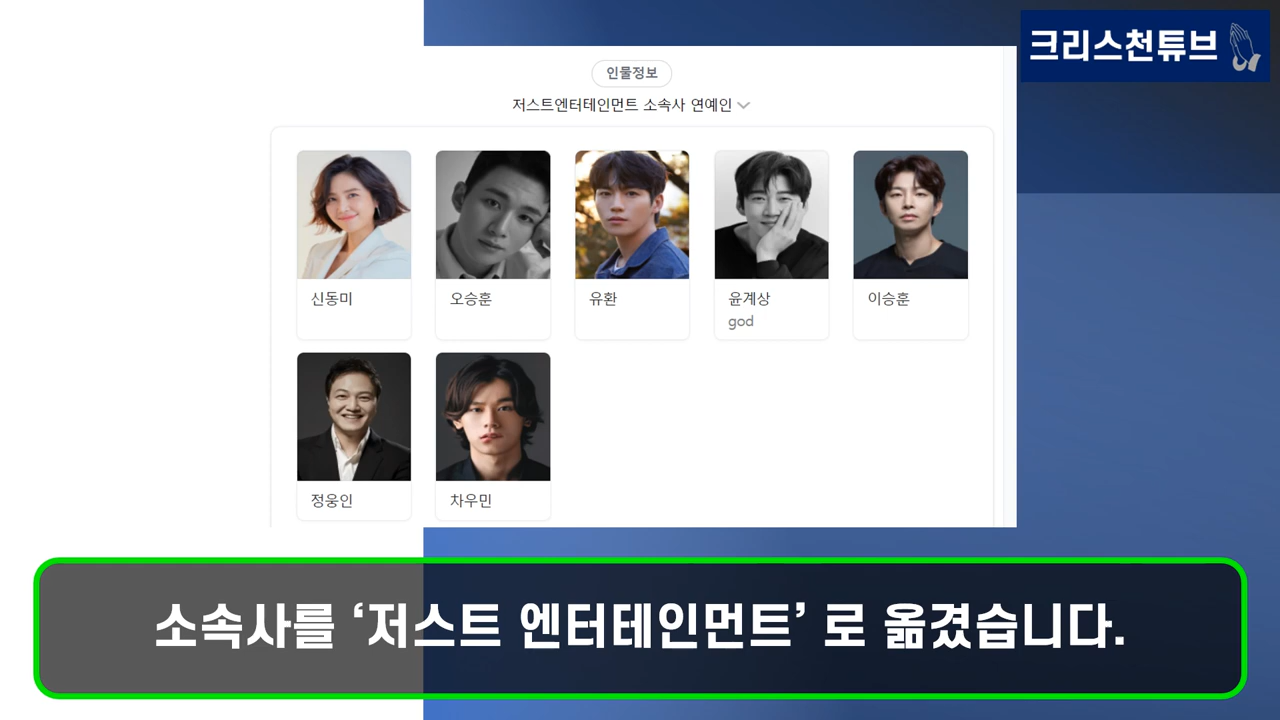 크리스천튜브
인물정보
저스트엔터테인먼트 소속사 연예인
신동미
오승훈
유환
윤계상
god
이승훈
정웅인
차우민
소속사를 ‘저스트 엔터테인먼트’ 로 옮겼습니다.